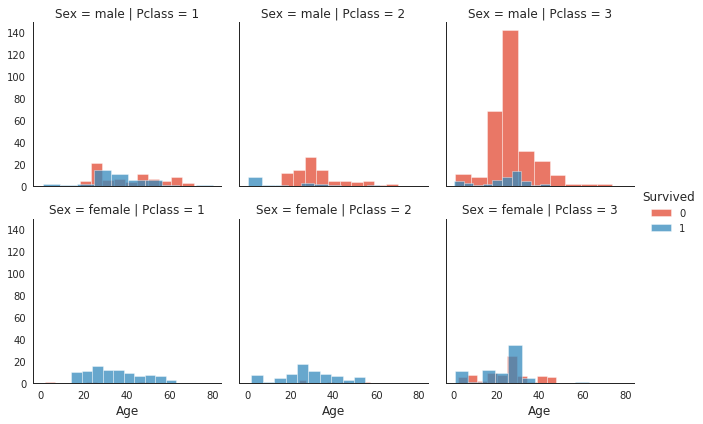 Sex = male | Pclass = 1
Sex = male | Pclass = 2
Sex = male | Pclass = 3
140
120
100
80
60
40
20
0
Survived
0
1
Sex = female | Pclass = 1
Sex = female | Pclass = 2
Sex = female | Pclass = 3
140
120
100
80
60
40
20
0
0 20 40 60 80
0 20 40 60 80
0 20 40 60 80
Age
Age
Age